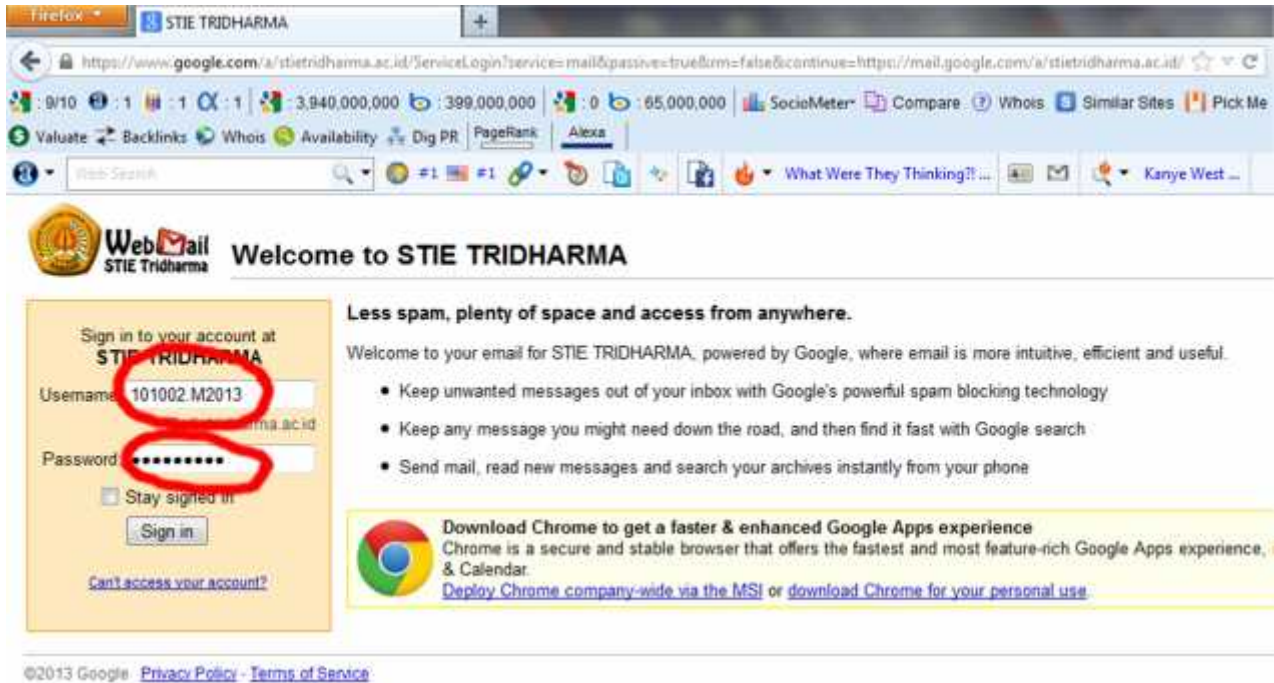 Firefox
STIE TRIDHARMA
https://www.google.com/a/stietridharma.ac.id/ServiceLogin?service=mail&passive=true&rm=false&continue=https://mail.google.com/a/stietridharma.ac.id/
: 9/10 : 1 : 1 : 1 : 3,940,000,000 : 399,000,000 : 0 : 65,000,000 SocioMeter Compare Whois Similar Sites Pick Me
Valuate Backlinks Whois Availability Dig PR PageRank Alexa
Web Search #1 #1 What Were They Thinking?! ... Kanye West ...
WebMail
STIE Tridharma
Welcome to STIE TRIDHARMA
Sign in to your account at
STIE TRIDHARMA
Username: 101002.M2013
ma.ac.id
Password: •••••••••
Stay signed in
Sign in
Can't access your account?
Less spam, plenty of space and access from anywhere.
Welcome to your email for STIE TRIDHARMA, powered by Google, where email is more intuitive, efficient and useful.
• Keep unwanted messages out of your inbox with Google's powerful spam blocking technology
• Keep any message you might need down the road, and then find it fast with Google search
• Send mail, read new messages and search your archives instantly from your phone
Download Chrome to get a faster & enhanced Google Apps experience
Chrome is a secure and stable browser that offers the fastest and most feature-rich Google Apps experience,
& Calendar.
Deploy Chrome company-wide via the MSI or download Chrome for your personal use.
©2013 Google Privacy Policy - Terms of Service